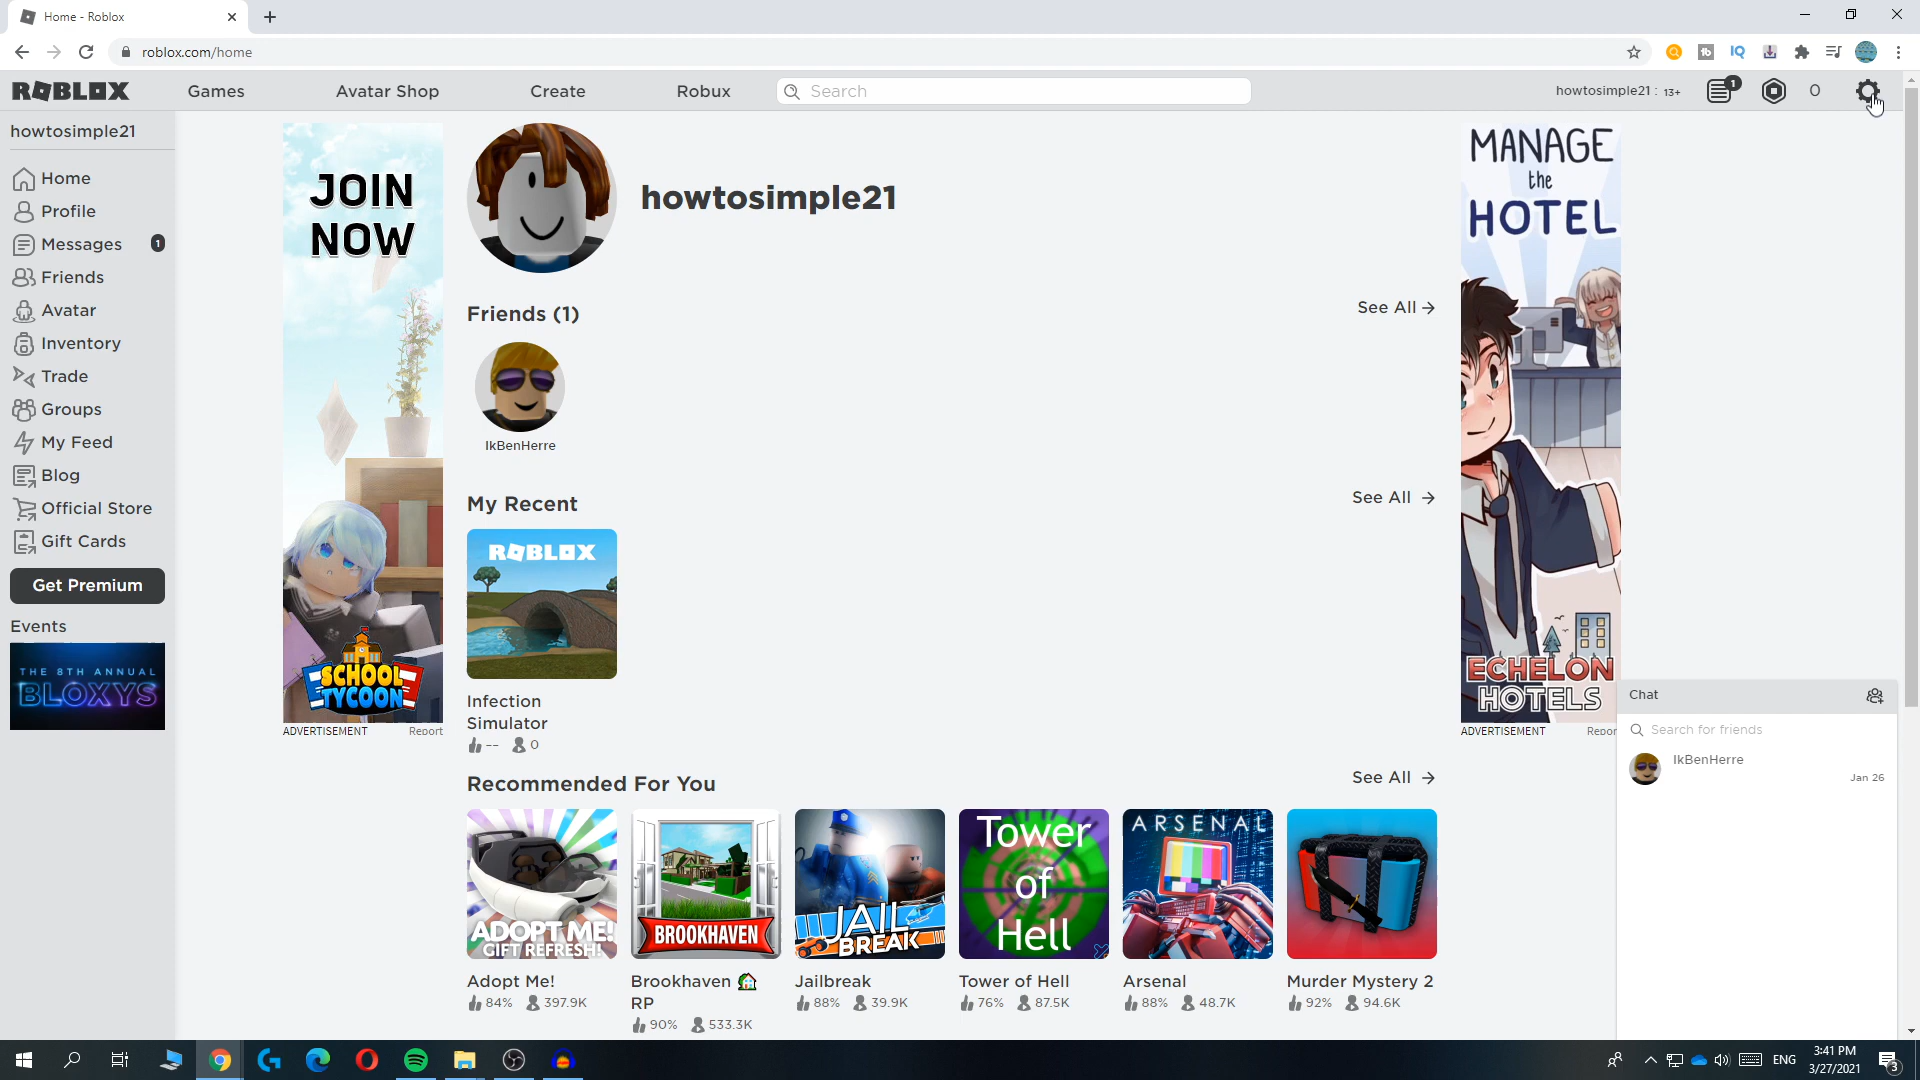 Home - Roblox
roblox.com/home
ROBLOX
Games
Avatar Shop
Create
Robux
Search
howtosimple21 : 13+
1
0
howtosimple21
Home
Profile
Messages 1
Friends
Avatar
Inventory
Trade
Groups
My Feed
Blog
Official Store
Gift Cards
Get Premium
Events
THE 8TH ANNUAL
BLOXYS
JOIN
NOW
SCHOOL
TYCOON
ADVERTISEMENT
Report
howtosimple21
Friends (1)
See All
IkBenHerre
My Recent
See All
ROBLOX
Infection
Simulator
--
0
Recommended For You
See All
ADOPT ME!
GIFT REFRESH!
Adopt Me!
84% 397.9K
BROOKHAVEN
Brookhaven
RP
90% 533.3K
JAIL
BREAK
Jailbreak
88% 39.9K
Tower
of
Hell
Tower of Hell
76% 87.5K
ARSENAL
Arsenal
88% 48.7K
Murder Mystery 2
92% 94.6K
MANAGE
the
HOTEL
ECHELON
HOTELS
ADVERTISEMENT
Repor
Chat
Search for friends
IkBenHerre
Jan 26
ENG
3:41 PM
3/27/2021
3